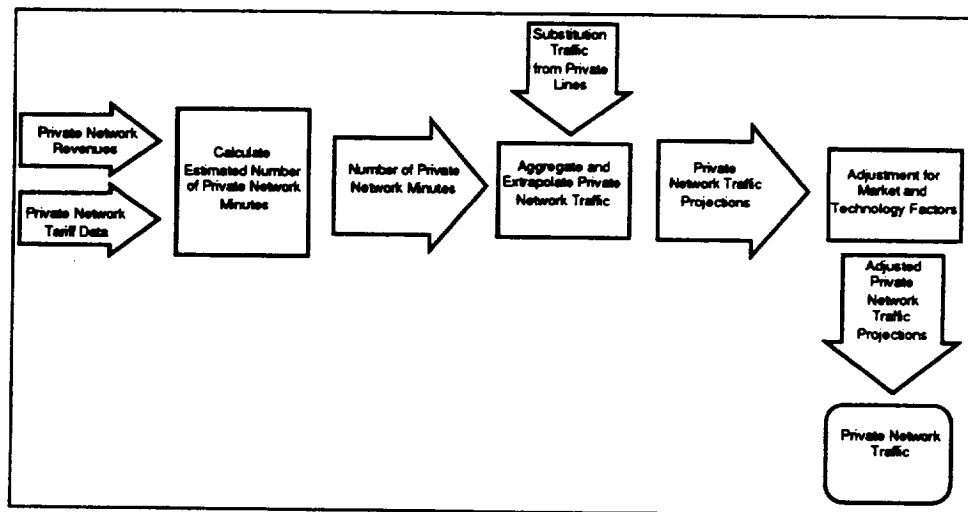 Substitution
Traffic
from Private
Lines
Private Network
Revenues
Private Network
Tariff Data
Calculate
Estimated Number
of Private Network
Minutes
Number of Private
Network Minutes
Aggregate and
Extrapolate Private
Network Traffic
Private
Network Traffic
Projections
Adjustment for
Market and
Technology Factors
Adjusted
Private
Network
Traffic
Projections
Private Network
Traffic